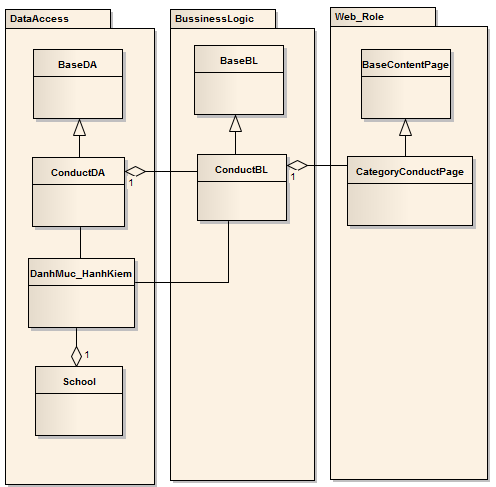 DataAccess
BussinessLogic
Web_Role
BaseDA
BaseBL
BaseContentPage
ConductDA
1
ConductBL
1
CategoryConductPage
DanhMuc_HanhKiem
1
School